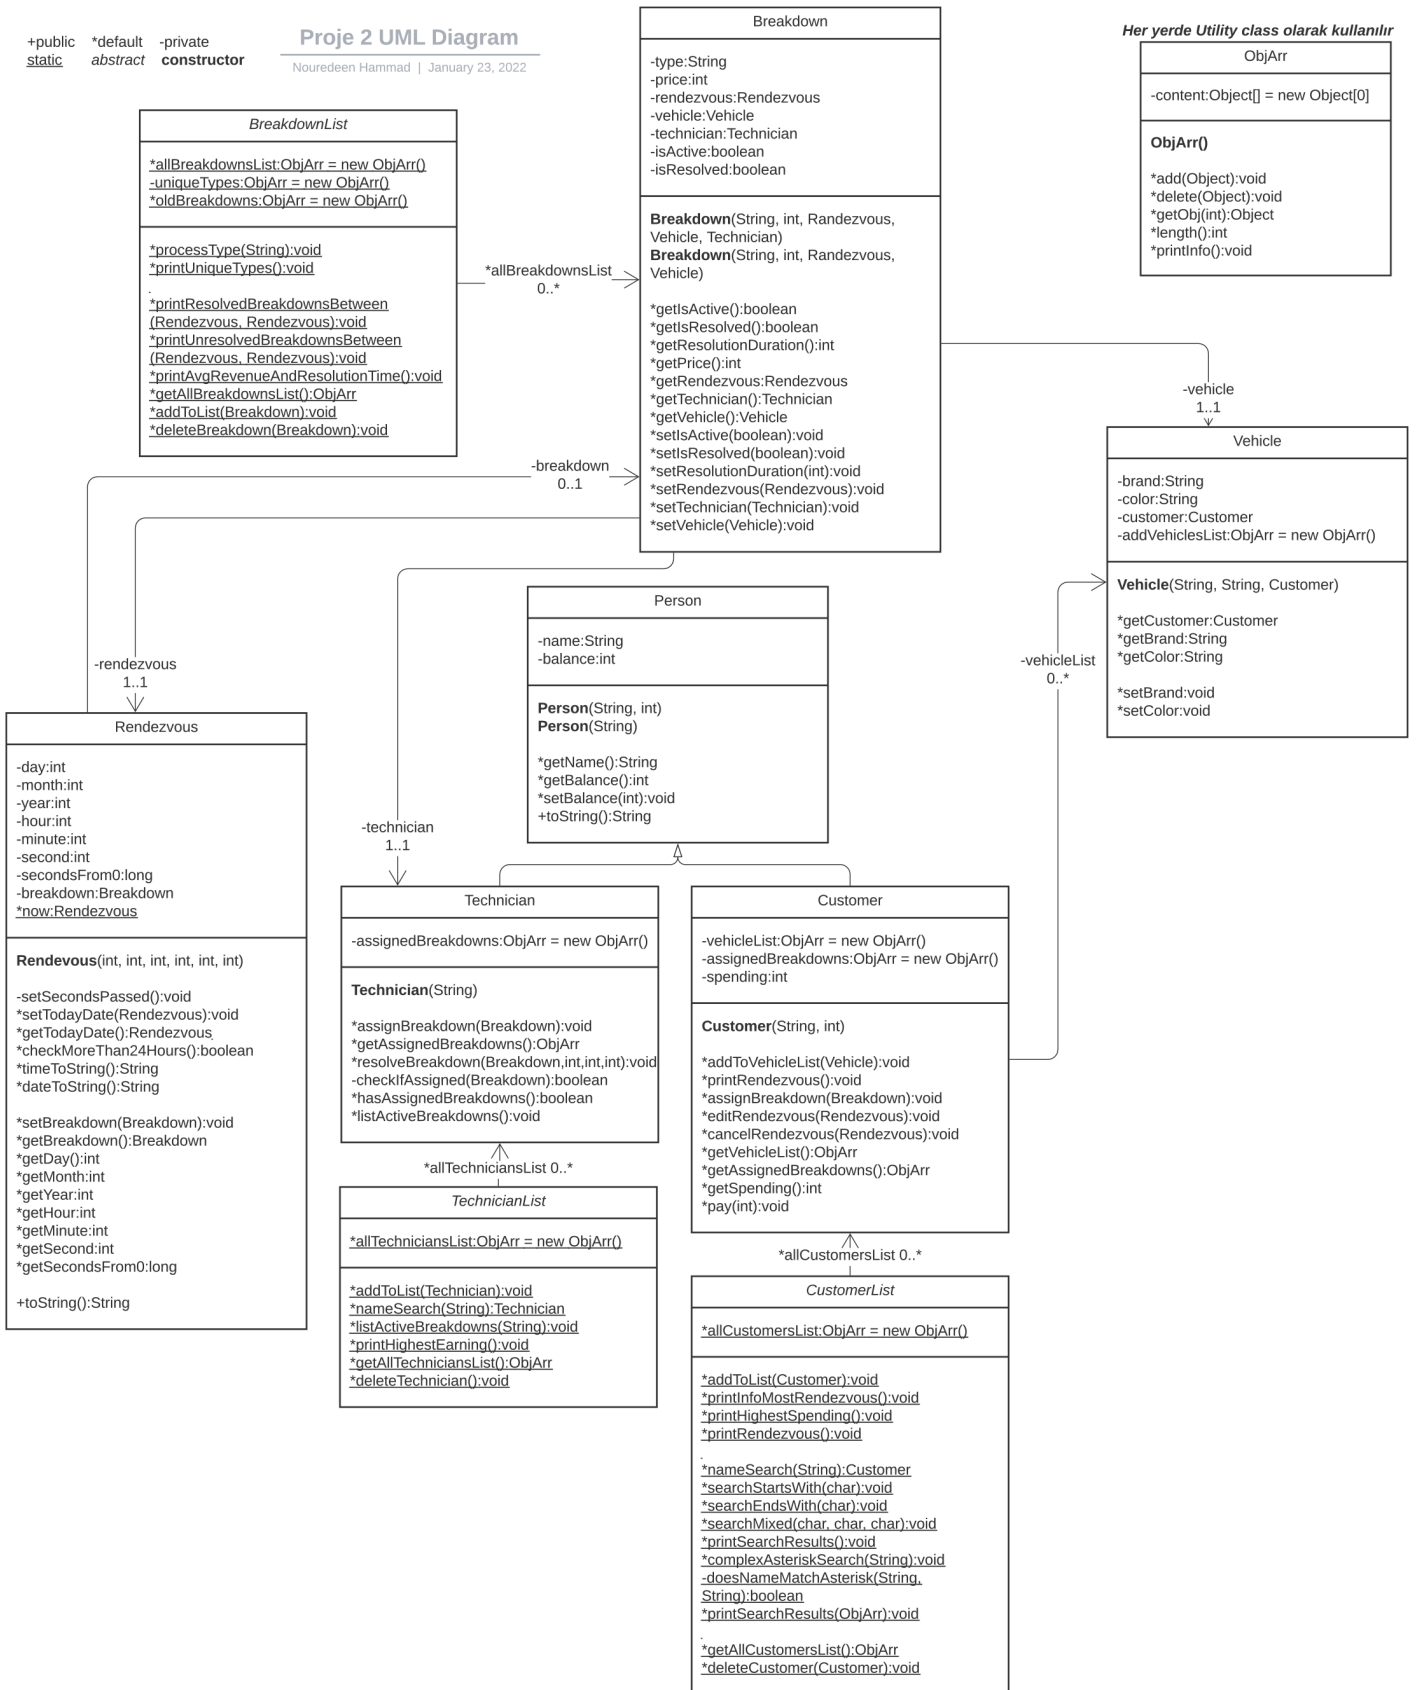 +public *default -private
static abstract constructor
Proje 2 UML Diagram
Nouredeen Hammad | January 23, 2022
Breakdown
-type:String
-price:int
-rendezvous:Rendezvous
-vehicle:Vehicle
-technician:Technician
-isActive:boolean
-isResolved:boolean
Breakdown(String, int, Randezvous,
Vehicle, Technician)
Breakdown(String, int, Randezvous,
Vehicle)
*getIsActive():boolean
*getIsResolved():boolean
*getResolutionDuration():int
*getPrice():int
*getRendezvous:Rendezvous
*getTechnician():Technician
*getVehicle():Vehicle
*setIsActive(boolean):void
*setIsResolved(boolean):void
*setResolutionDuration(int):void
*setRendezvous(Rendezvous):void
*setTechnician(Technician):void
*setVehicle(Vehicle):void
Her yerde Utility class olarak kullanılır
ObjArr
-content:Object[] = new Object[0]
ObjArr()
*add(Object):void
*delete(Object):void
*getObj(int):Object
*length():int
*printInfo():void
BreakdownList
*allBreakdownsList:ObjArr = new ObjArr()
-uniqueTypes:ObjArr = new ObjArr()
*oldBreakdowns:ObjArr = new ObjArr()
*processType(String):void
*printUniqueTypes():void
.
*printResolvedBreakdownsBetween
(Rendezvous, Rendezvous):void
*printUnresolvedBreakdownsBetween
(Rendezvous, Rendezvous):void
*printAvgRevenueAndResolutionTime():void
*getAllBreakdownsList():ObjArr
*addToList(Breakdown):void
*deleteBreakdown(Breakdown):void
*allBreakdownsList
0..*
-breakdown
0..1
-vehicle
1..1
Vehicle
-brand:String
-color:String
-customer:Customer
-addVehiclesList:ObjArr = new ObjArr()
Vehicle(String, String, Customer)
*getCustomer:Customer
*getBrand:String
*getColor:String
*setBrand:void
*setColor:void
-vehicleList
0..*
Person
-name:String
-balance:int
Person(String, int)
Person(String)
*getName():String
*getBalance():int
*setBalance(int):void
+toString():String
-rendezvous
1..1
Rendezvous
-day:int
-month:int
-year:int
-hour:int
-minute:int
-second:int
-secondsFrom0:long
-breakdown:Breakdown
*now:Rendezvous
Rendevous(int, int, int, int, int, int)
-setSecondsPassed():void
*setTodayDate(Rendezvous):void
*getTodayDate():Rendezvous
*checkMoreThan24Hours():boolean
*timeToString():String
*dateToString():String
*setBreakdown(Breakdown):void
*getBreakdown():Breakdown
*getDay():int
*getMonth:int
*getYear:int
*getHour:int
*getMinute:int
*getSecond:int
*getSecondsFrom0:long
+toString():String
-technician
1..1
Technician
-assignedBreakdowns:ObjArr = new ObjArr()
Technician(String)
*assignBreakdown(Breakdown):void
*getAssignedBreakdowns():ObjArr
*resolveBreakdown(Breakdown,int,int,int):void
-checkIfAssigned(Breakdown):boolean
*hasAssignedBreakdowns():boolean
*listActiveBreakdowns():void
*allTechniciansList 0..*
TechnicianList
*allTechniciansList:ObjArr = new ObjArr()
*addToList(Technician):void
*nameSearch(String):Technician
*listActiveBreakdowns(String):void
*printHighestEarning():void
*getAllTechniciansList():ObjArr
*deleteTechnician():void
Customer
-vehicleList:ObjArr = new ObjArr()
-assignedBreakdowns:ObjArr = new ObjArr()
-spending:int
Customer(String, int)
*addToVehicleList(Vehicle):void
*printRendezvous():void
*assignBreakdown(Breakdown):void
*editRendezvous(Rendezvous):void
*cancelRendezvous(Rendezvous):void
*getVehicleList():ObjArr
*getAssignedBreakdowns():ObjArr
*getSpending():int
*pay(int):void
*allCustomersList 0..*
CustomerList
*allCustomersList:ObjArr = new ObjArr()
*addToList(Customer):void
*printInfoMostRendezvous():void
*printHighestSpending():void
*printRendezvous():void
.
*nameSearch(String):Customer
*searchStartsWith(char):void
*searchEndsWith(char):void
*searchMixed(char, char, char):void
*printSearchResults():void
*complexAsteriskSearch(String):void
-doesNameMatchAsterisk(String,
String):boolean
*printSearchResults(ObjArr):void
.
*getAllCustomersList():ObjArr
*deleteCustomer(Customer):void